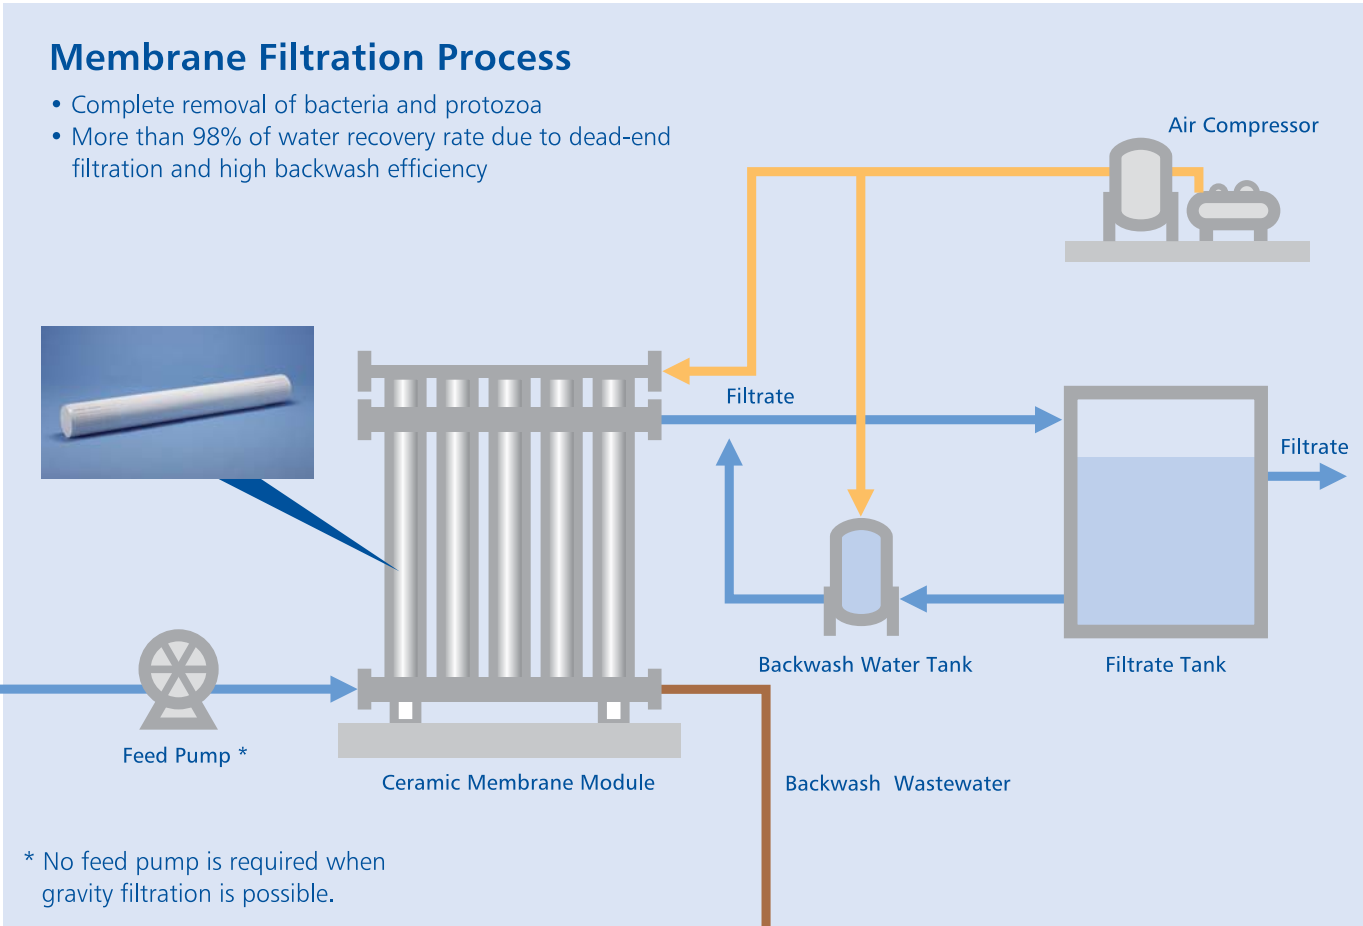 Membrane Filtration Process
• Complete removal of bacteria and protozoa
• More than 98% of water recovery rate due to dead-end
filtration and high backwash efficiency
Air Compressor
Filtrate
Filtrate
Backwash Water Tank
Filtrate Tank
Feed Pump *
Ceramic Membrane Module
Backwash Wastewater
* No feed pump is required when
gravity filtration is possible.